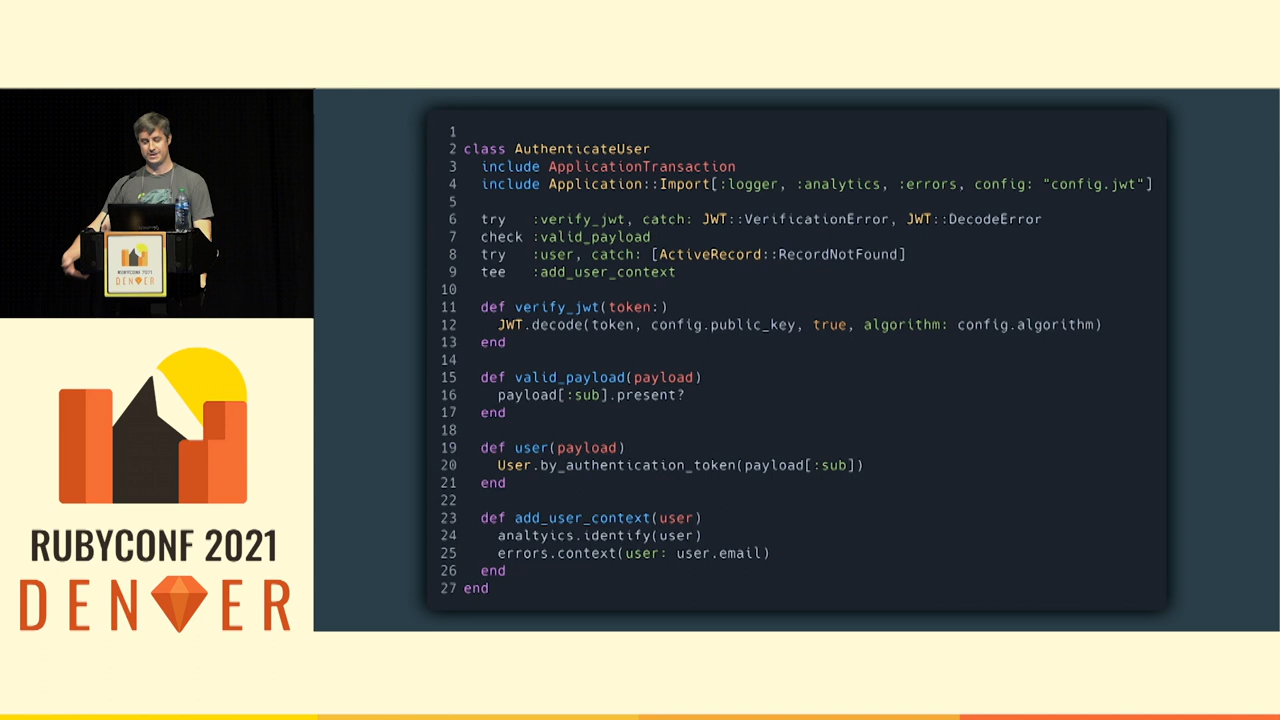 RUBYCONF 2021
DENVER
RUBYCONF 2021
DENVER
1
2 class AuthenticateUser
3   include ApplicationTransaction
4   include Application::Import[:logger, :analytics, :errors, config: "config.jwt"]
5
6   try   :verify_jwt, catch: JWT::VerificationError, JWT::DecodeError
7   check :valid_payload
8   try   :user, catch: [ActiveRecord::RecordNotFound]
9   tee   :add_user_context
10
11   def verify_jwt(token:)
12     JWT.decode(token, config.public_key, true, algorithm: config.algorithm)
13   end
14
15   def valid_payload(payload)
16     payload[:sub].present?
17   end
18
19   def user(payload)
20     User.by_authentication_token(payload[:sub])
21   end
22
23   def add_user_context(user)
24     analtyics.identify(user)
25     errors.context(user: user.email)
26   end
27 end